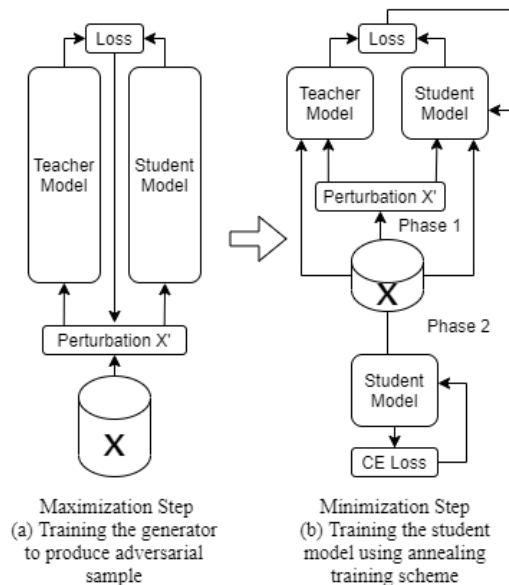 Loss
Teacher
Model
Student
Model
Perturbation X'
X
Maximization Step
(a) Training the generator
to produce adversarial
sample
Loss
Teacher
Model
Student
Model
Perturbation X'
Phase 1
X
Phase 2
Student
Model
CE Loss
Minimization Step
(b) Training the student
model using annealing
training scheme